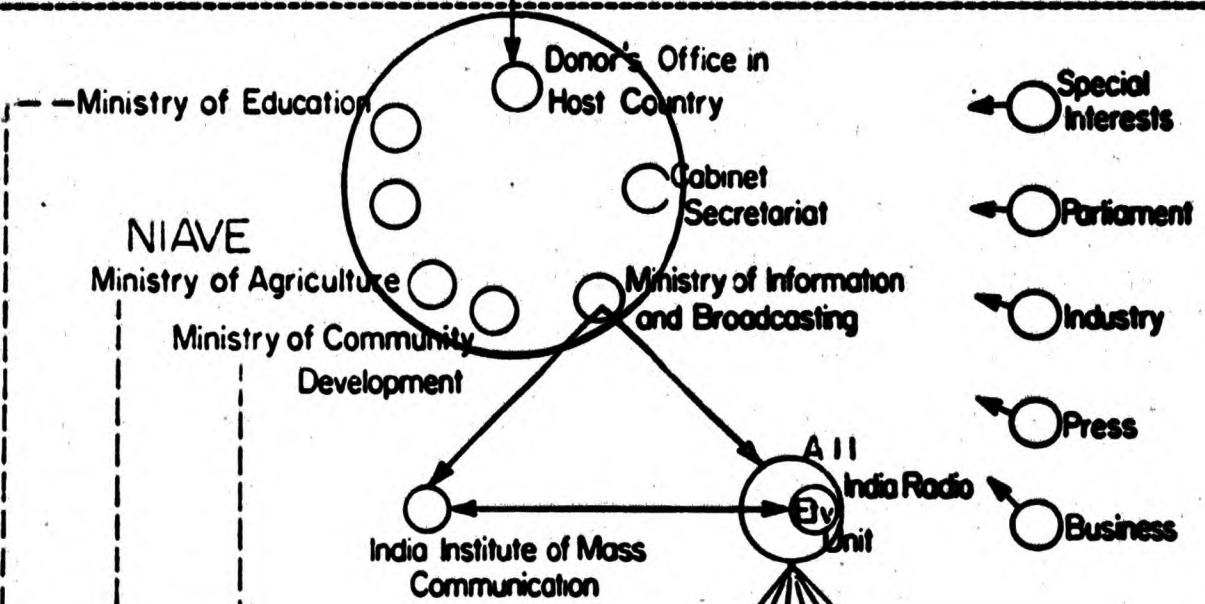 Donor's Office in
Host Country
Ministry of Education
Special
Interests
Cabinet
Secretariat
Parliament
NIAVE
Ministry of Agriculture
Ministry of Information
and Broadcasting
Industry
Ministry of Community
Development
Press
All
India Radio
Ev
Unit
Business
India Institute of Mass
Communication